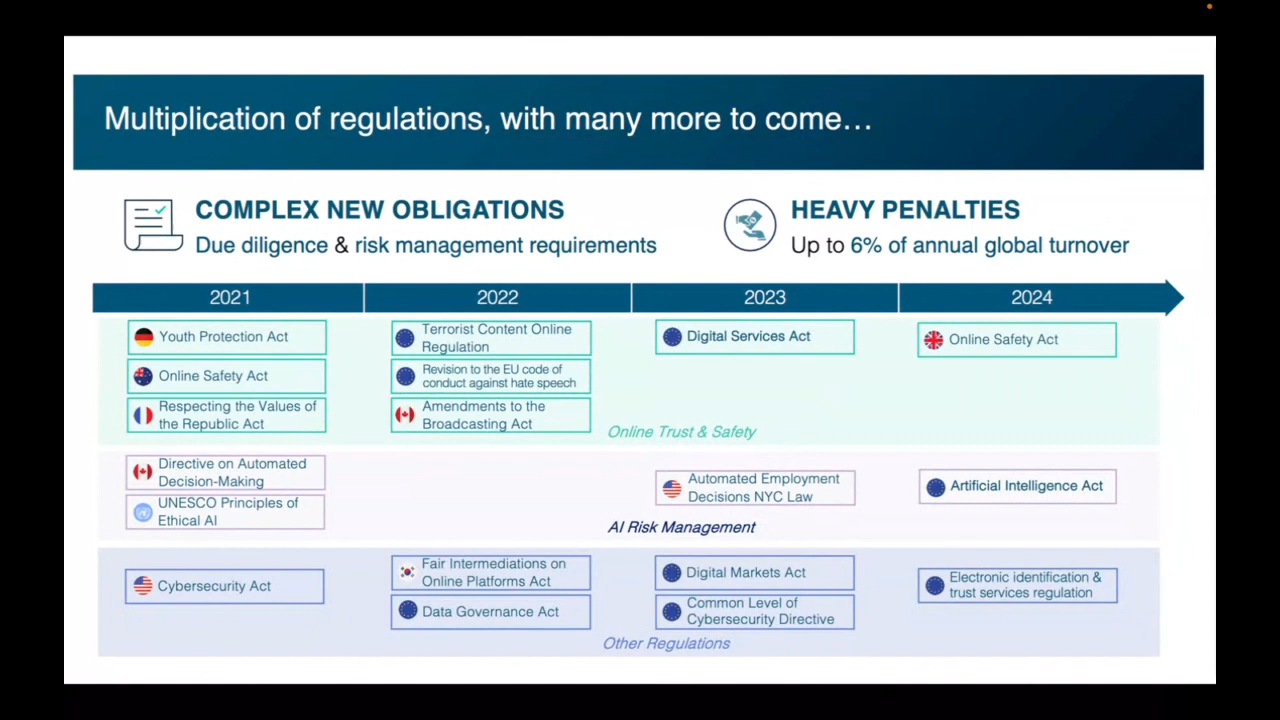 Multiplication of regulations, with many more to come…
COMPLEX NEW OBLIGATIONS
Due diligence & risk management requirements
HEAVY PENALTIES
Up to 6% of annual global turnover
2021
2022
2023
2024
Youth Protection Act
Online Safety Act
Respecting the Values of
the Republic Act
Terrorist Content Online
Regulation
Revision to the EU code of
conduct against hate speech
Amendments to the
Broadcasting Act
Digital Services Act
Online Safety Act
Online Trust & Safety
Directive on Automated
Decision-Making
UNESCO Principles of
Ethical AI
Automated Employment
Decisions NYC Law
Artificial Intelligence Act
AI Risk Management
Cybersecurity Act
Fair Intermediations on
Online Platforms Act
Data Governance Act
Digital Markets Act
Common Level of
Cybersecurity Directive
Electronic identification &
trust services regulation
Other Regulations